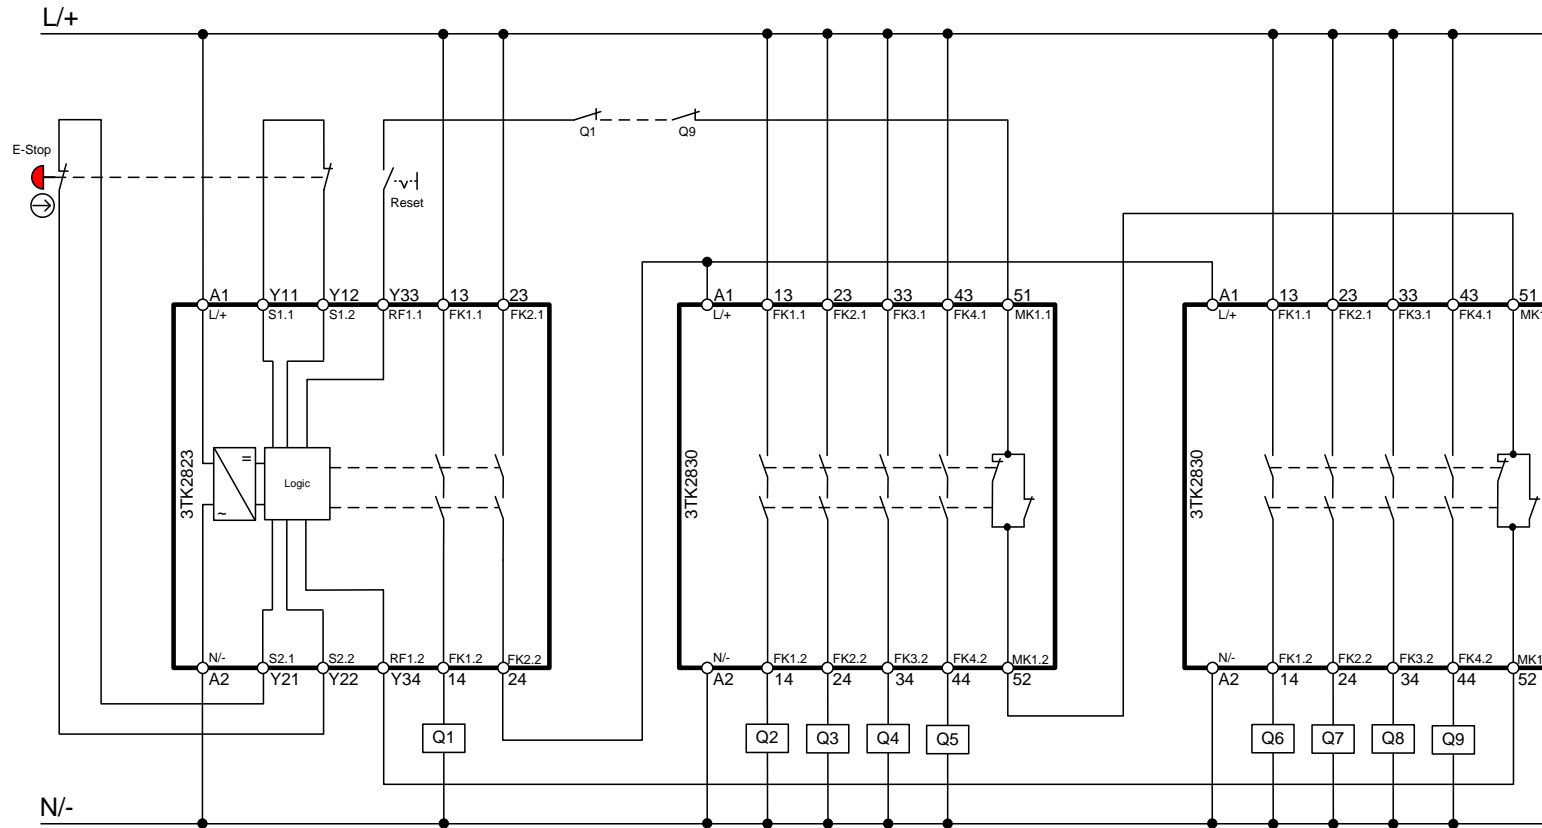 L/+
Q1 Q9
E-Stop
Reset
A1 Y11 Y12 Y33 13 23
L/+ S1.1 S1.2 RF1.1 FK1.1 FK2.1
A1 13 23 33 43 51
L/+ FK1.1 FK2.1 FK3.1 FK4.1 MK1.1
A1 13 23 33 43 51
L/+ FK1.1 FK2.1 FK3.1 FK4.1 MK1
3TK2823
=
~
Logic
3TK2830
3TK2830
N/- S2.1 S2.2 RF1.2 FK1.2 FK2.2
A2 Y21 Y22 Y34 14 24
N/- FK1.2 FK2.2 FK3.2 FK4.2 MK1.2
A2 14 24 34 44 52
N/- FK1.2 FK2.2 FK3.2 FK4.2 MK1
A2 14 24 34 44 52
Q1 Q2 Q3 Q4 Q5 Q6 Q7 Q8 Q9
N/-